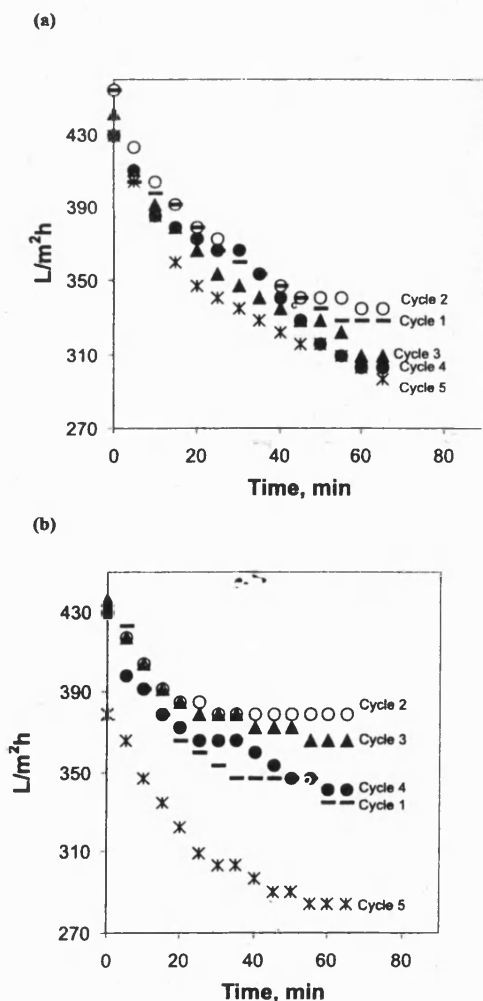 (a)
430
390
350
310
270
L/m²h
Cycle 2
Cycle 1
Cycle 3
Cycle 4
Cycle 5
0 20 40 60 80
Time, min
(b)
430
390
350
310
270
L/m²h
Cycle 2
Cycle 3
Cycle 4
Cycle 1
Cycle 5
0 20 40 60 80
Time, min